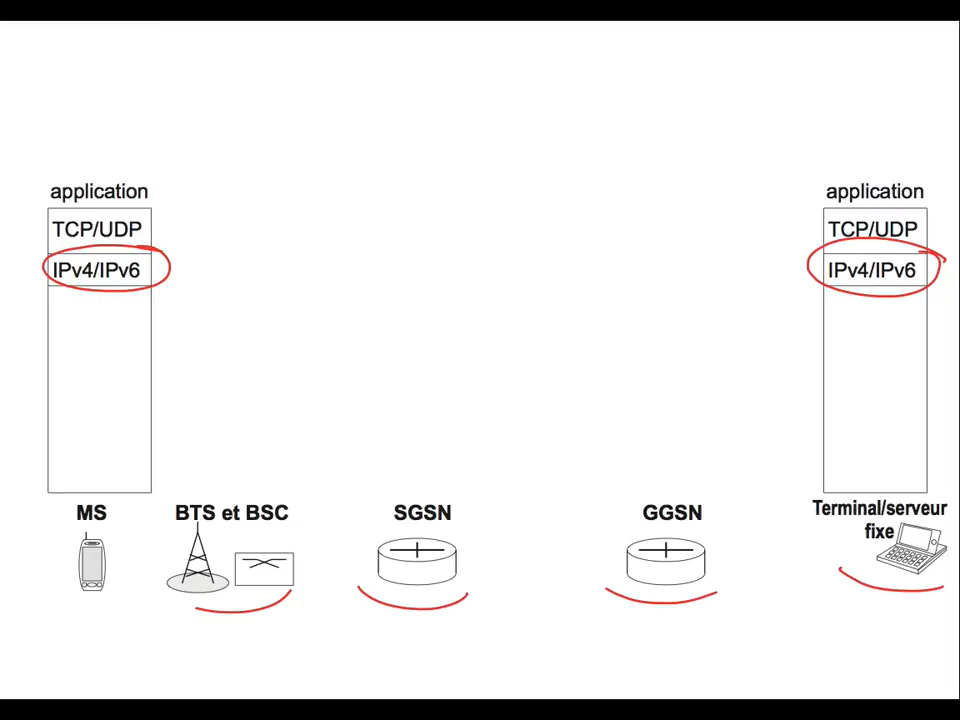 application
TCP/UDP
IPv4/IPv6
application
TCP/UDP
IPv4/IPv6
MS
BTS et BSC
SGSN
GGSN
Terminal/serveur
fixe